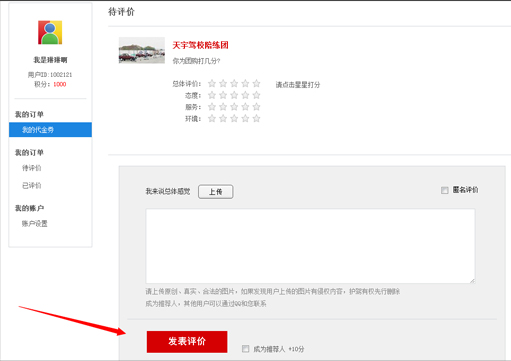 待评价
我是琳琳啊
用户ID:1002121
积分：1000
我的订单
我的代金券
我的订单
待评价
已评价
我的账户
账户设置
天宇驾校陪练团
你为团购打几分?
总体评价：
请点击星星打分
态度：
服务：
环境：
我来说总体感觉
上传
匿名评价
请上传原创、真实、合法的图片，如果发现用户上传的图片有侵权内容，护驾有权先行删除
成为推荐人，其他用户可以通过QQ和您联系
发表评价
成为推荐人 +10分